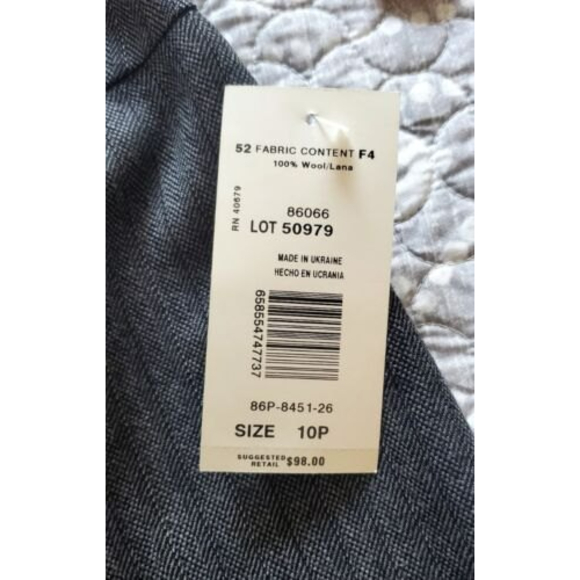 52 FABRIC CONTENT F4
100% Wool/Lana
RN 40679
86066
LOT 50979
MADE IN UKRAINE
HECHO EN UCRANIA
658554747737
86P-8451-26
SIZE 10P
SUGGESTED RETAIL $98.00